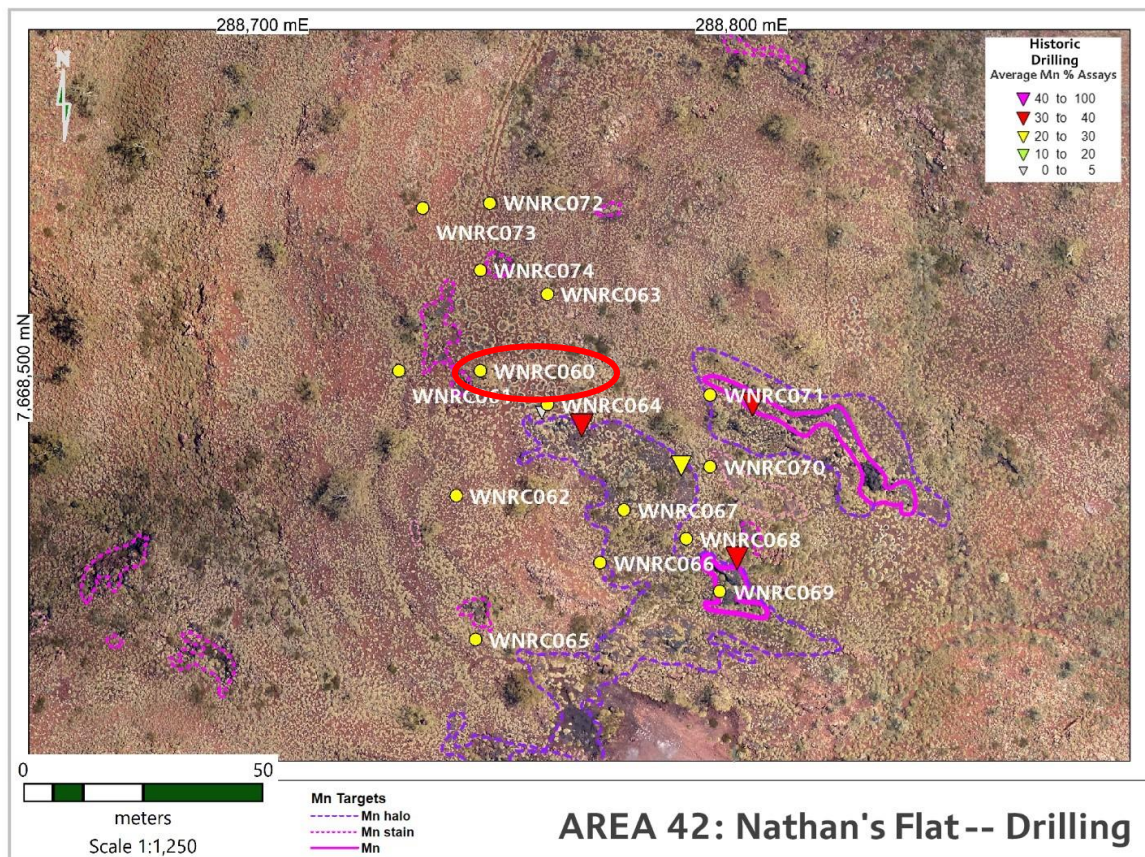 288,700 mE
288,800 mE
N
Historic
Drilling
Average Mn % Assays
40 to 100
30 to 40
20 to 30
10 to 20
0 to 5
7,668,500 mN
WNRC072
WNRC073
WNRC074
WNRC063
WNRC060
WNRC061
WNRC064
WNRC071
WNRC070
WNRC062
WNRC067
WNRC068
WNRC066
WNRC069
WNRC065
0
50
meters
Scale 1:1,250
Mn Targets
Mn halo
Mn stain
Mn
AREA 42: Nathan's Flat -- Drilling